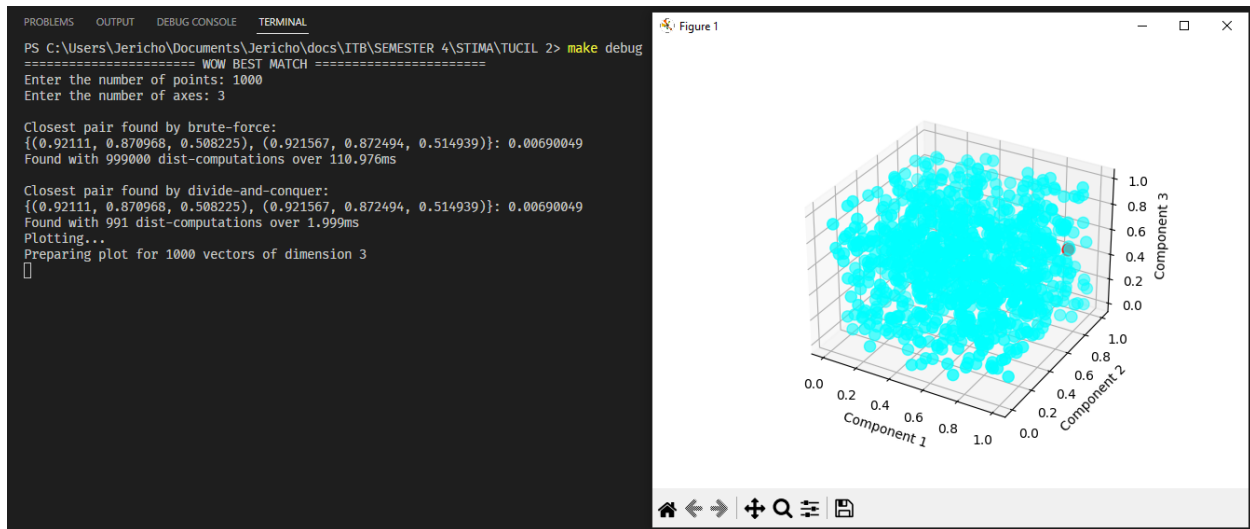 PROBLEMS OUTPUT DEBUG CONSOLE TERMINAL
PS C:\Users\Jericho\Documents\Jericho\docs\ITB\SEMESTER 4\STIMA\TUCIL 2> make debug
======================= WOW BEST MATCH =======================
Enter the number of points: 1000
Enter the number of axes: 3
Closest pair found by brute-force:
{(0.92111, 0.870968, 0.508225), (0.921567, 0.872494, 0.514939)}: 0.00690049
Found with 999000 dist-computations over 110.976ms
Closest pair found by divide-and-conquer:
{(0.92111, 0.870968, 0.508225), (0.921567, 0.872494, 0.514939)}: 0.00690049
Found with 991 dist-computations over 1.999ms
Plotting...
Preparing plot for 1000 vectors of dimension 3
Figure 1
1.0
0.8
0.6
0.4
0.2
0.0
Component 3
1.0
0.8
0.6
0.4
0.2
0.0
Component 2
0.0
0.2
0.4
0.6
0.8
1.0
Component 1